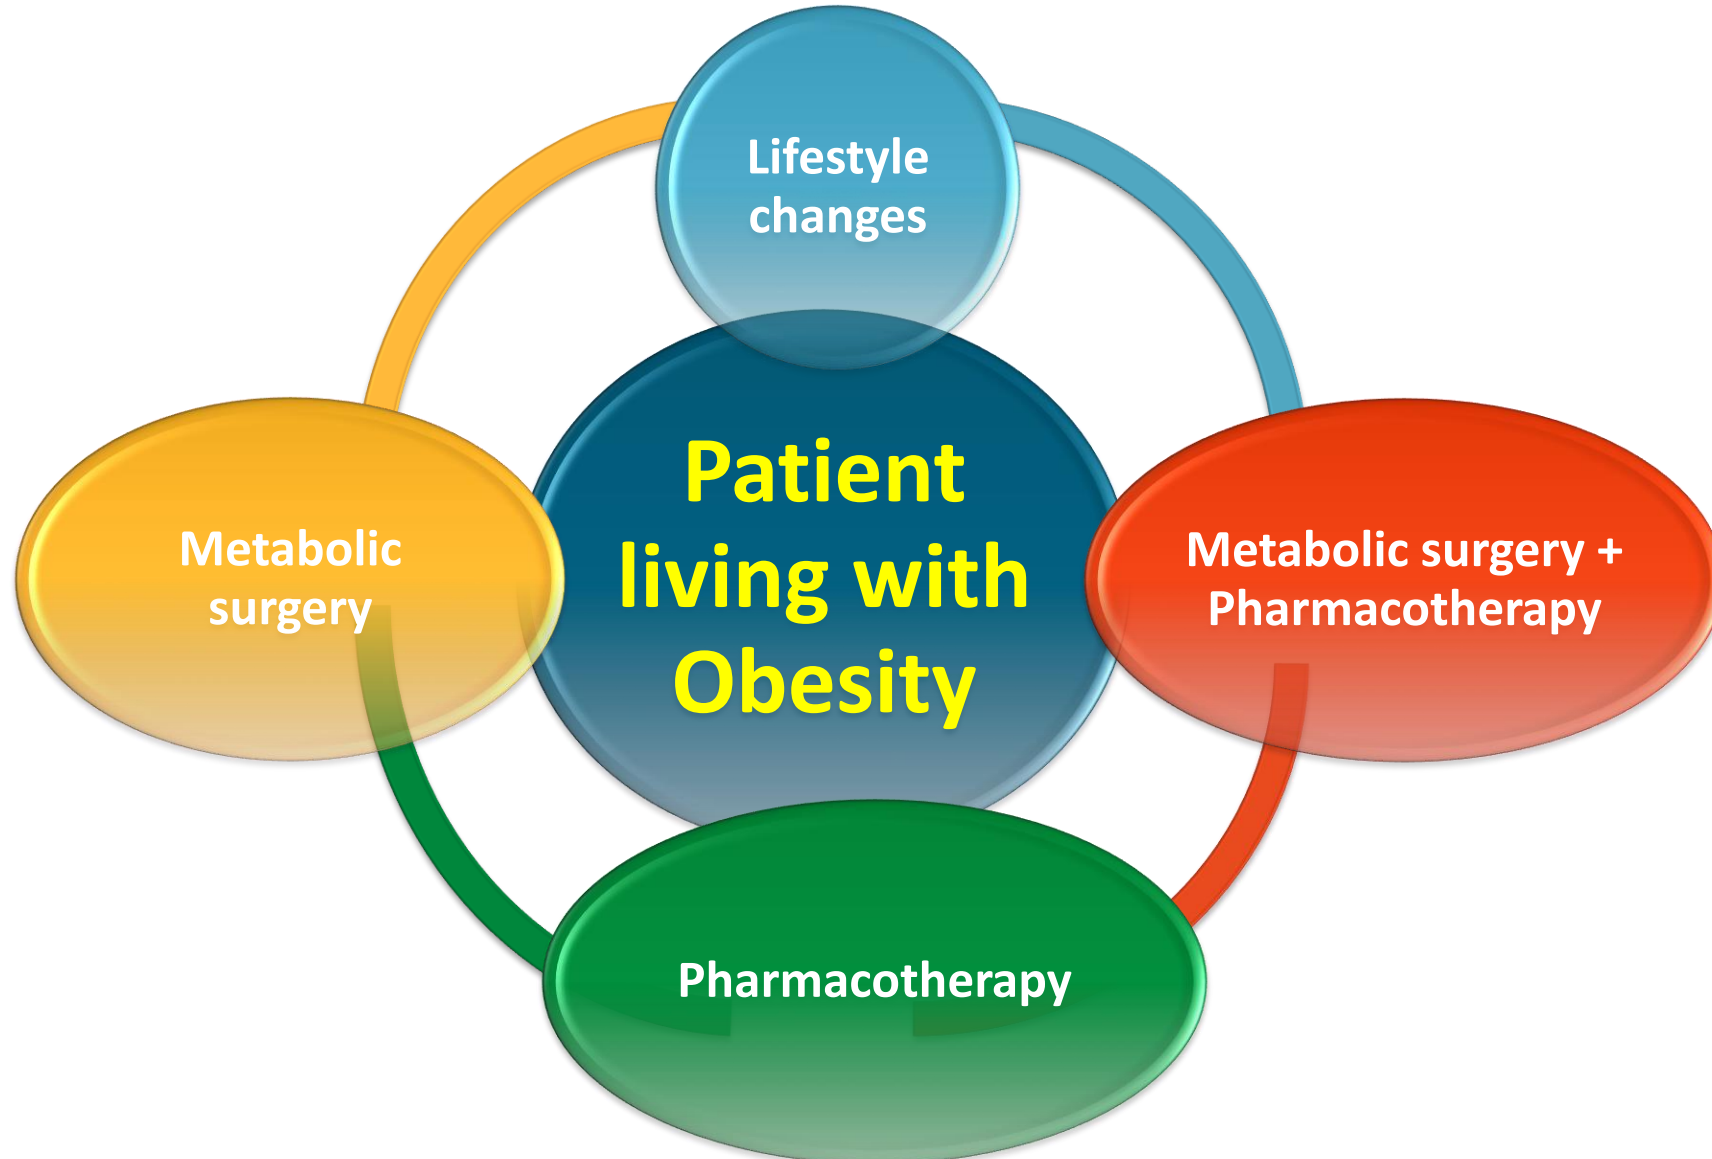 Lifestyle
changes
Patient
living with
Obesity
Metabolic
surgery
Metabolic surgery +
Pharmacotherapy
Pharmacotherapy